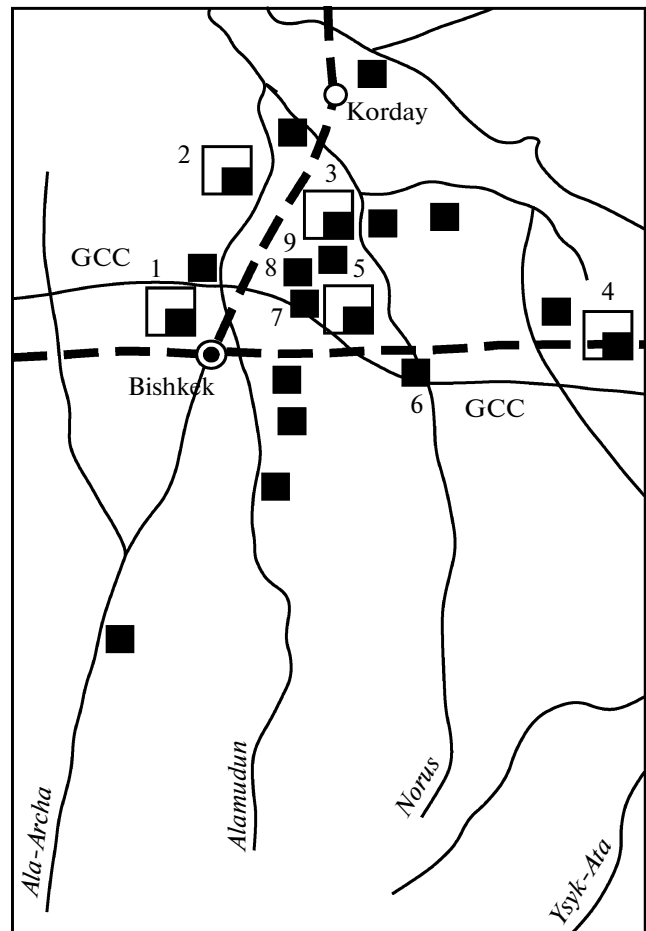 Korday
2
3
9
GCC
1
8
5
4
7
Bishkek
6
GCC
Ala-Archa
Alamudun
Norus
Ysyk-Ata